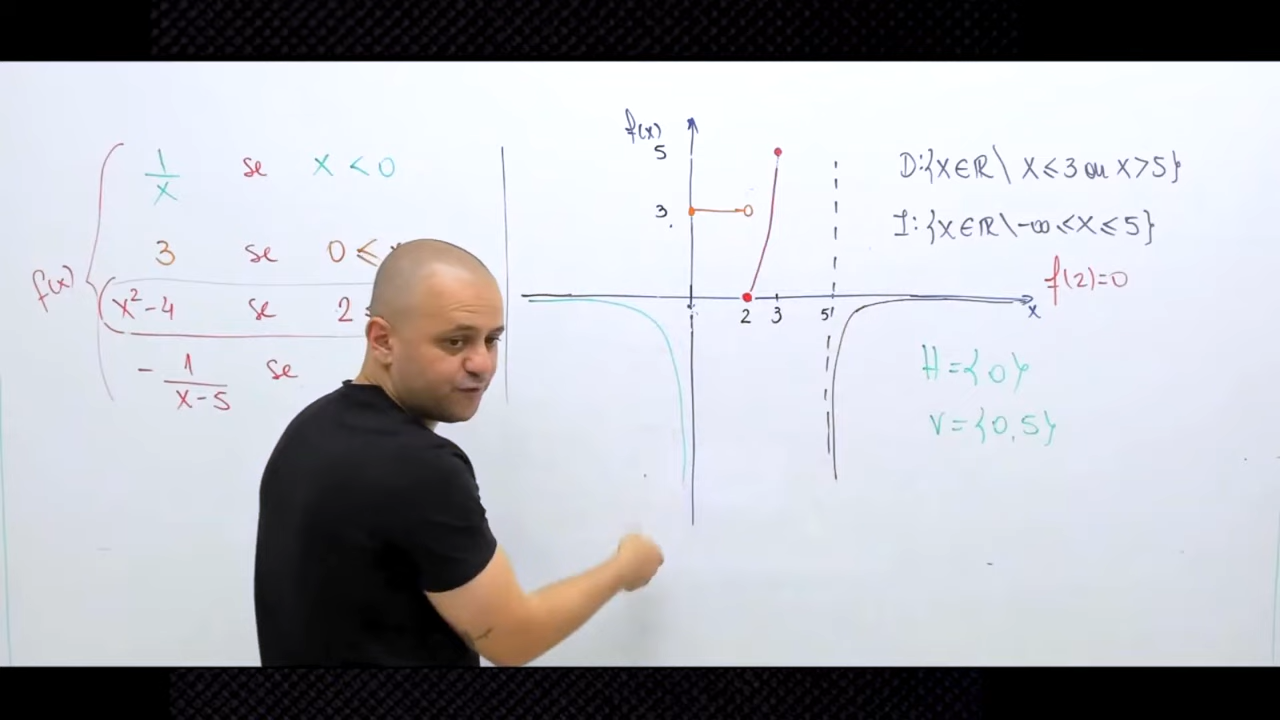 f(x)
1/x se x < 0
3 se 0 ≤
x²-4 se 2
- 1/(x-5) se
f(x)
5
3
2 3 5
x
D:{x∈ℝ \ x ≤ 3 ou x > 5}
I:{x∈ℝ \ -∞ ≤ x ≤ 5}
f(2)=0
H={0}
V={0,5}